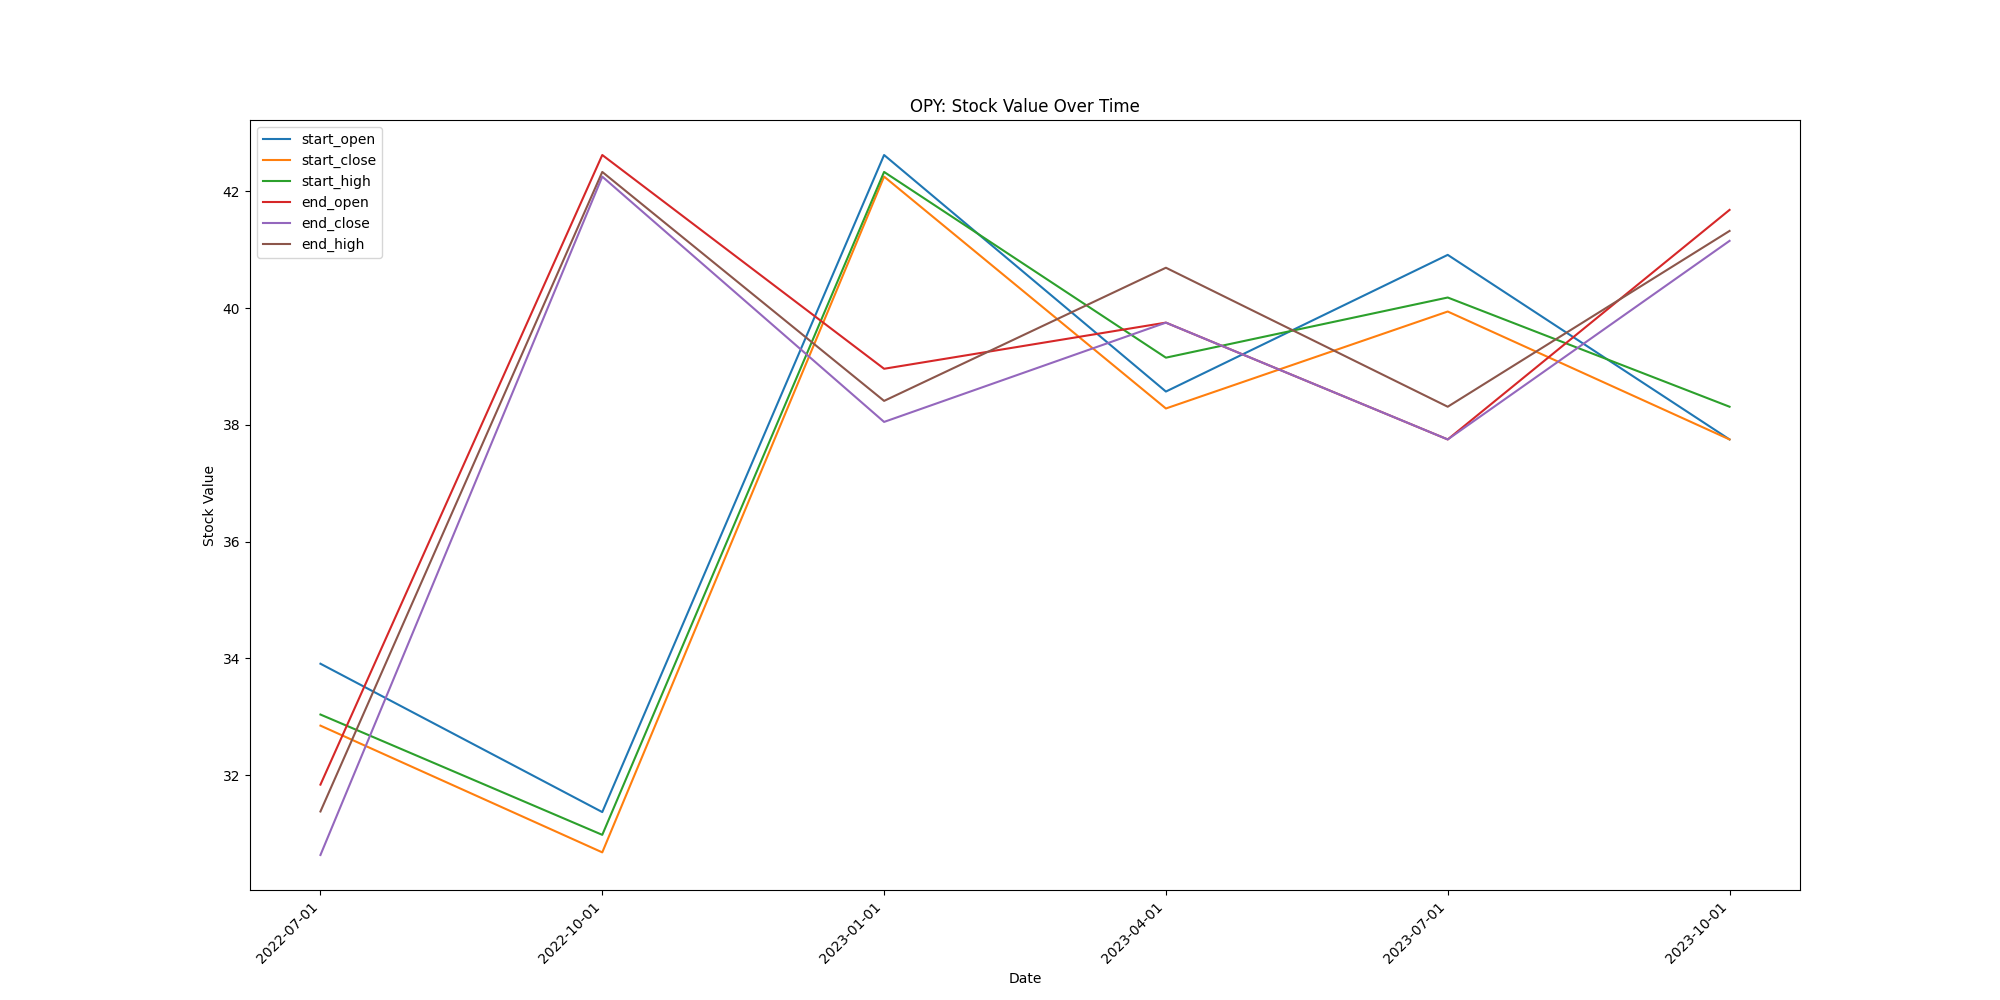 OPY: Stock Value Over Time
start_open
start_close
start_high
end_open
end_close
end_high
42
40
38
36
34
32
Stock Value
2022-07-01
2022-10-01
2023-01-01
2023-04-01
2023-07-01
2023-10-01
Date